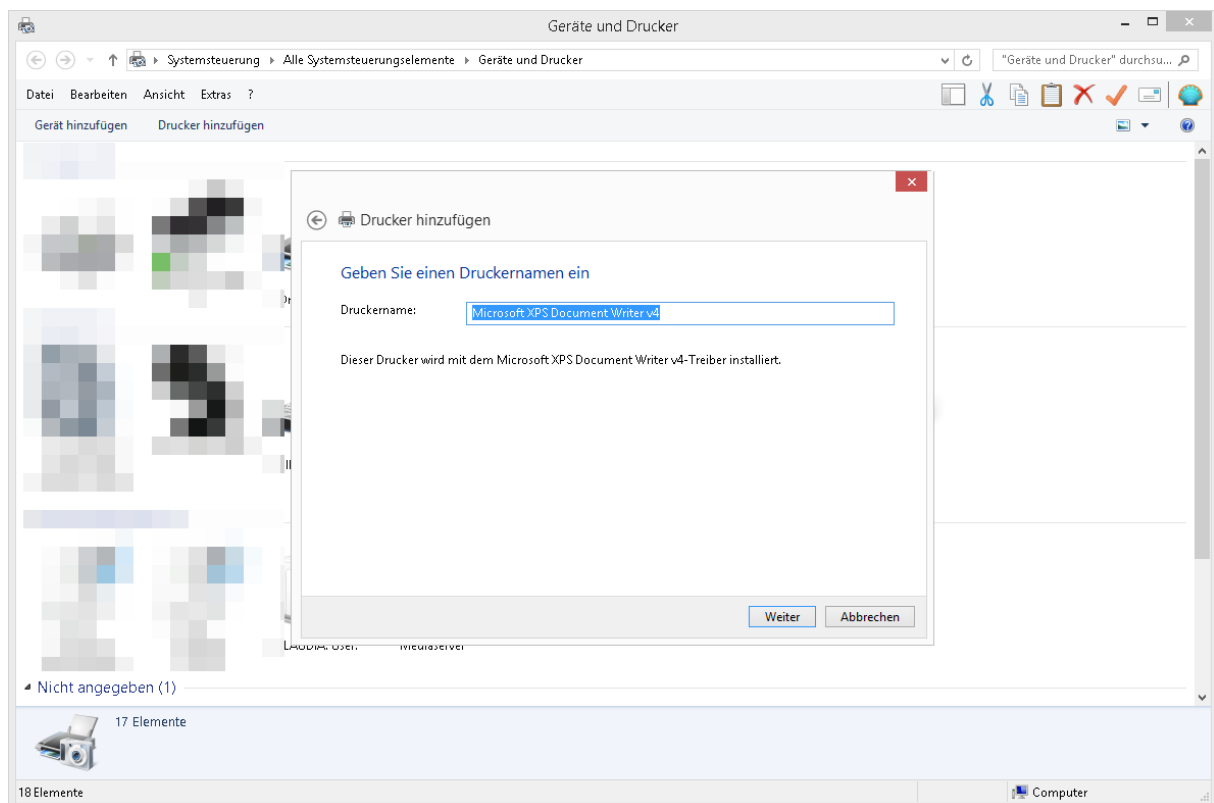 Geräte und Drucker
Systemsteuerung ▸ Alle Systemsteuerungselemente ▸ Geräte und Drucker
"Geräte und Drucker" durchsu...
Datei Bearbeiten Ansicht Extras ?
Gerät hinzufügen Drucker hinzufügen
Drucker hinzufügen
Geben Sie einen Druckernamen ein
Druckername: Microsoft XPS Document Writer v4
Dieser Drucker wird mit dem Microsoft XPS Document Writer v4-Treiber installiert.
Weiter Abbrechen
Mediaserver
Nicht angegeben (1)
17 Elemente
18 Elemente Computer